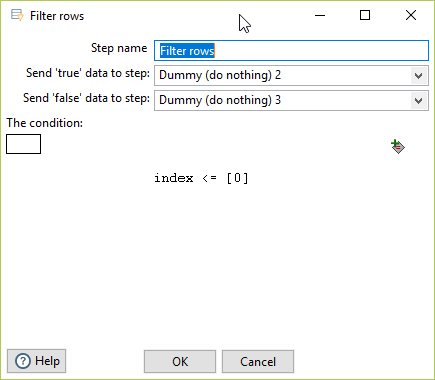 Filter rows
Step name Filter rows
Send 'true' data to step: Dummy (do nothing) 2
Send 'false' data to step: Dummy (do nothing) 3
The condition:
index <= [0]
Help OK Cancel